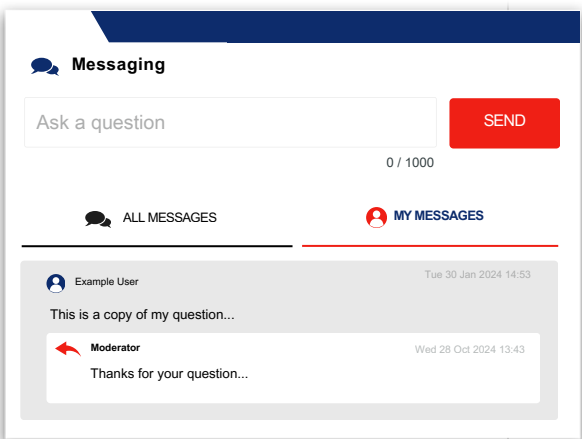 Messaging
Ask a question
SEND
0 / 1000
ALL MESSAGES
MY MESSAGES
Example User
Tue 30 Jan 2024 14:53
This is a copy of my question...
Moderator
Wed 28 Oct 2024 13:43
Thanks for your question...